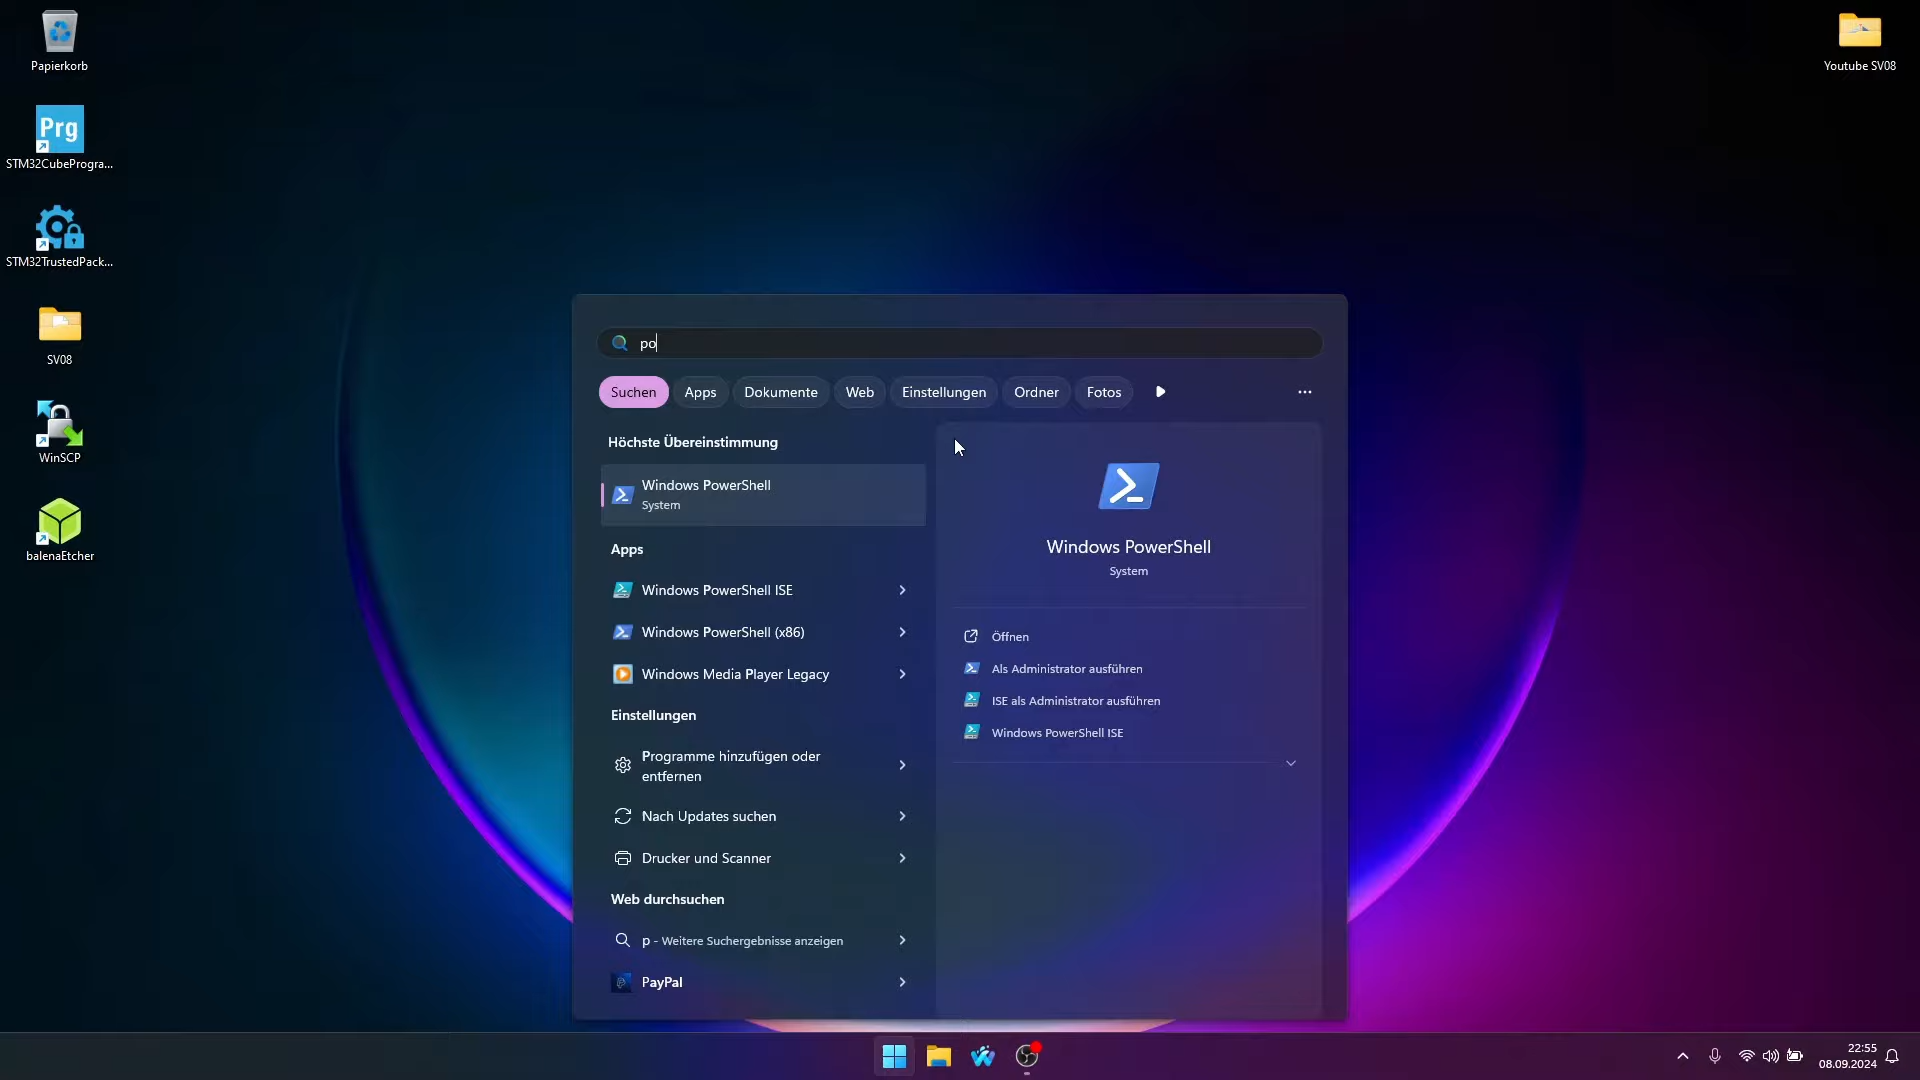 Papierkorb
Prg
STM32CubeProgra...
STM32TrustedPack...
SV08
WinSCP
balenaEtcher
Youtube SV08
po
Suchen
Apps
Dokumente
Web
Einstellungen
Ordner
Fotos
Höchste Übereinstimmung
Windows PowerShell
System
Apps
Windows PowerShell ISE
Windows PowerShell (x86)
Windows Media Player Legacy
Einstellungen
Programme hinzufügen oder
entfernen
Nach Updates suchen
Drucker und Scanner
Web durchsuchen
p - Weitere Suchergebnisse anzeigen
PayPal
Windows PowerShell
System
Öffnen
Als Administrator ausführen
ISE als Administrator ausführen
Windows PowerShell ISE
22:55
08.09.2024